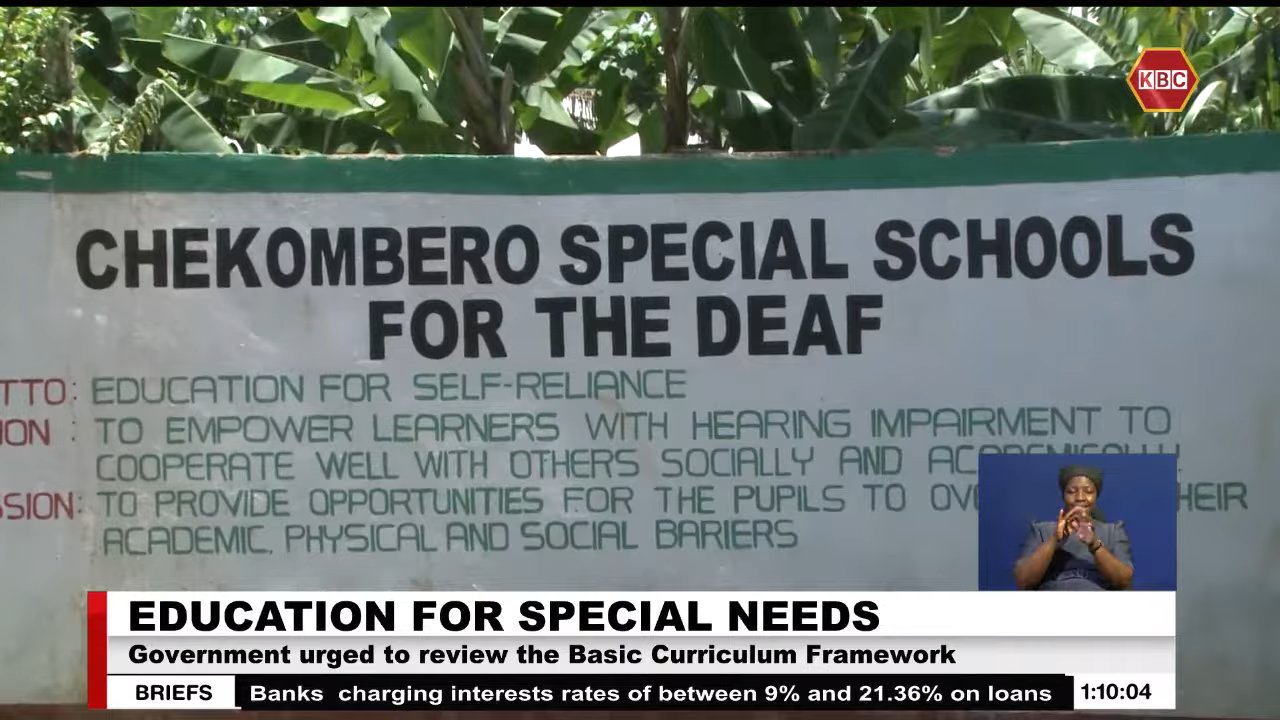 KBC
CHEKOMBERO SPECIAL SCHOOLS
FOR THE DEAF
EDUCATION FOR SELF-RELIANCE
TO EMPOWER LEARNERS WITH HEARING IMPAIRMENT TO
COOPERATE WELL WITH OTHERS SOCIALLY AND ACADEMICALLY.
TO PROVIDE OPPORTUNITIES FOR THE PUPILS TO
ACADEMIC, PHYSICAL AND SOCIAL BARIERS
EDUCATION FOR SPECIAL NEEDS
Government urged to review the Basic Curriculum Framework
BRIEFS Banks charging interests rates of between 9% and 21.36% on loans 1:10:04